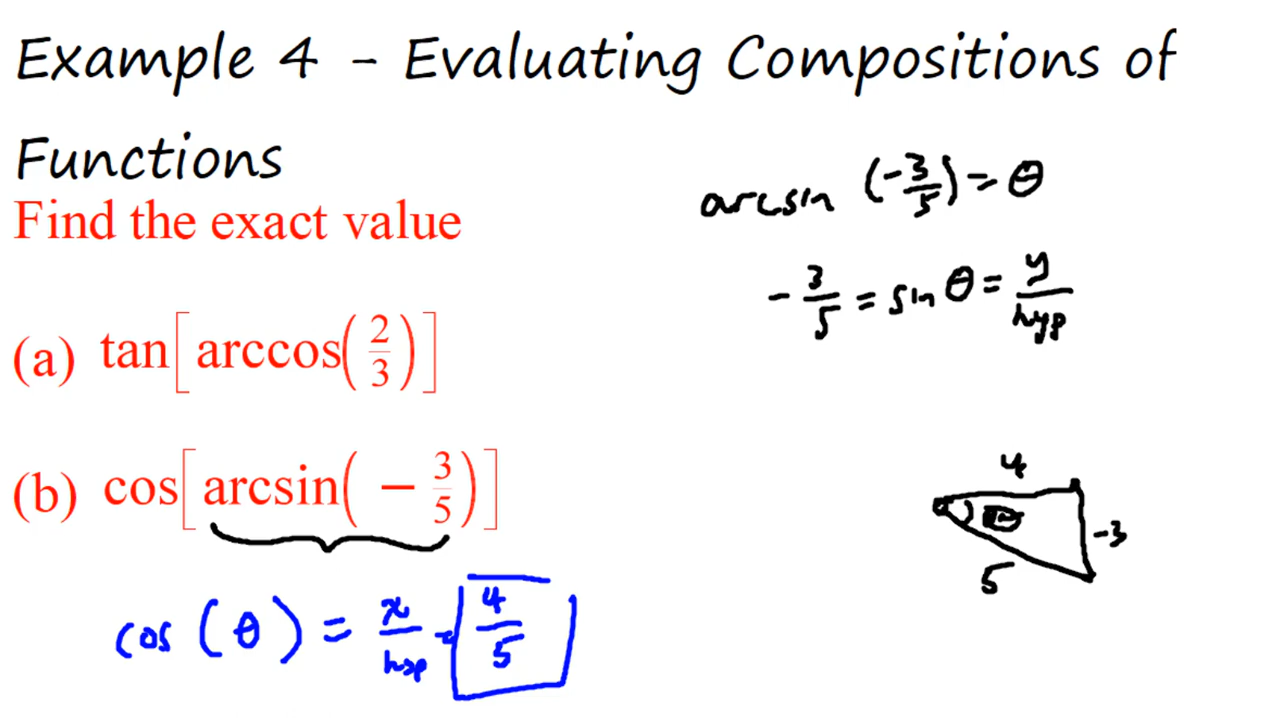 Example 4 - Evaluating Compositions of
Functions
Find the exact value
(a) tan[arccos(2/3)]
(b) cos[arcsin(-3/5)]
cos(θ) = x/hyp = 4/5
arcsin(-3/5) = θ
-3/5 = sin θ = y/hyp
4
θ
-3
5